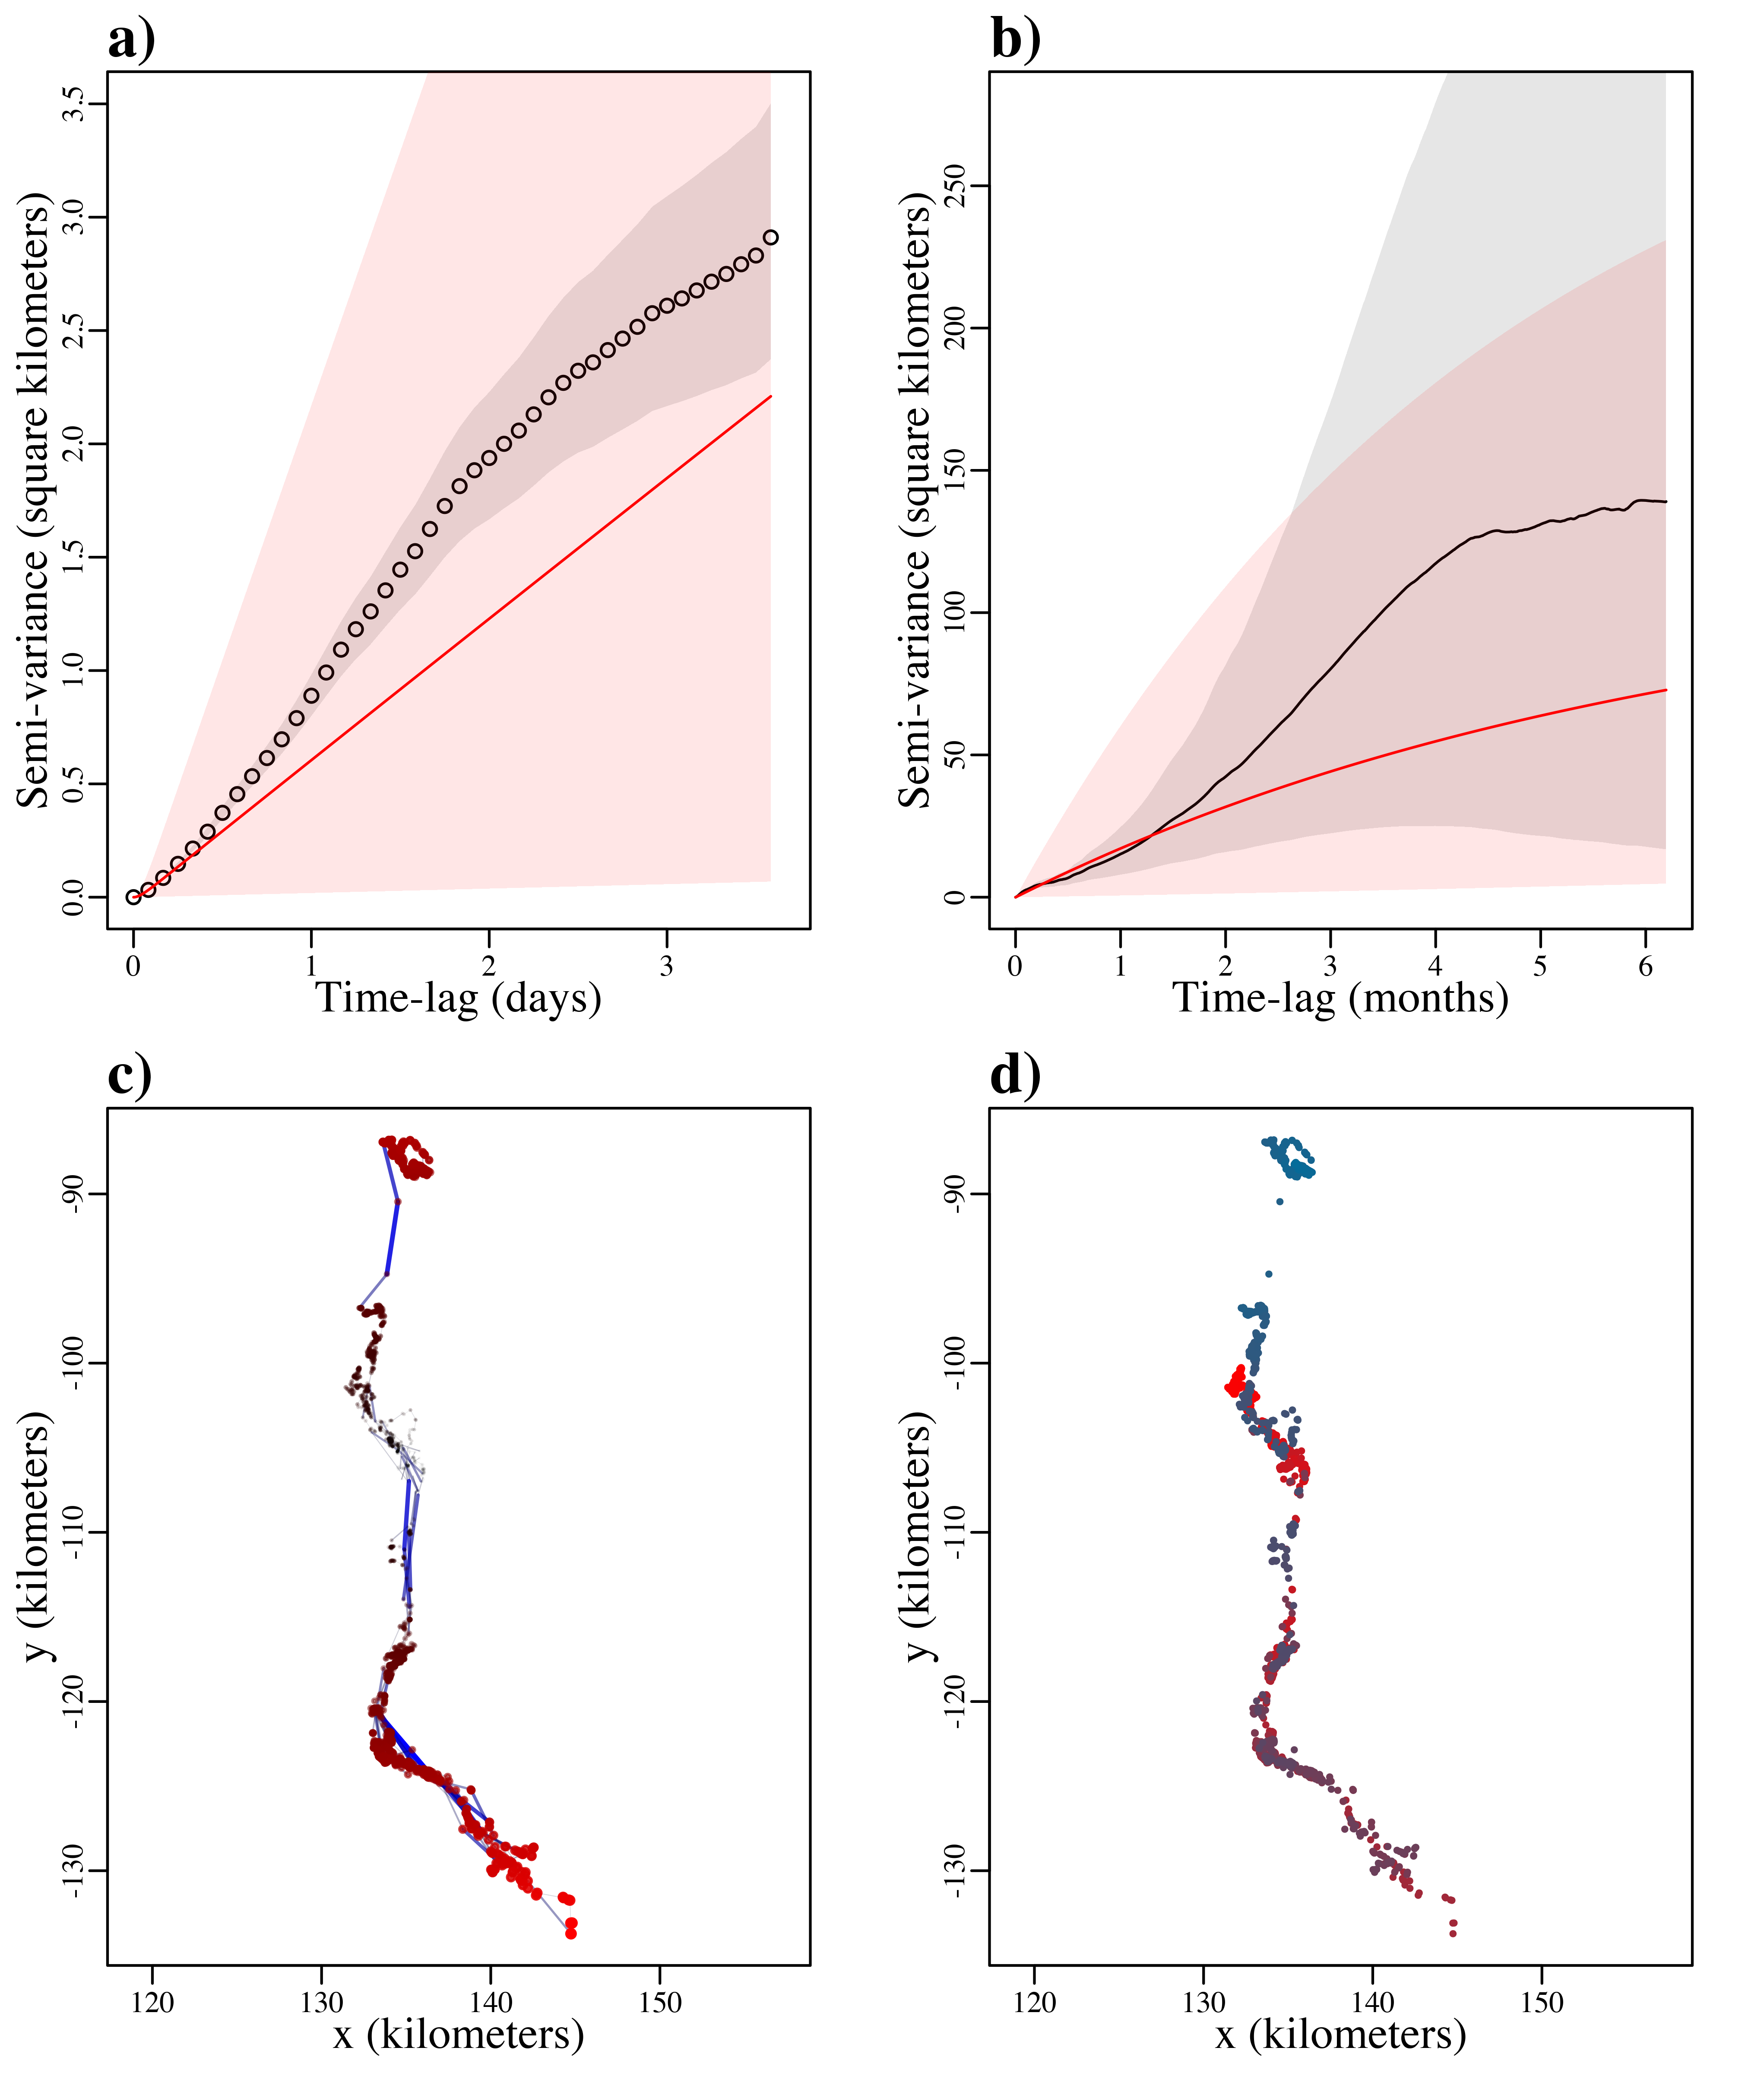 a)
Semi-variance (square kilometers)
0.0 0.5 1.0 1.5 2.0 2.5 3.0 3.5
0 1 2 3
Time-lag (days)
b)
Semi-variance (square kilometers)
0 50 100 150 200 250
0 1 2 3 4 5 6
Time-lag (months)
c)
y (kilometers)
-130 -120 -110 -100 -90
120 130 140 150
x (kilometers)
d)
y (kilometers)
-130 -120 -110 -100 -90
120 130 140 150
x (kilometers)